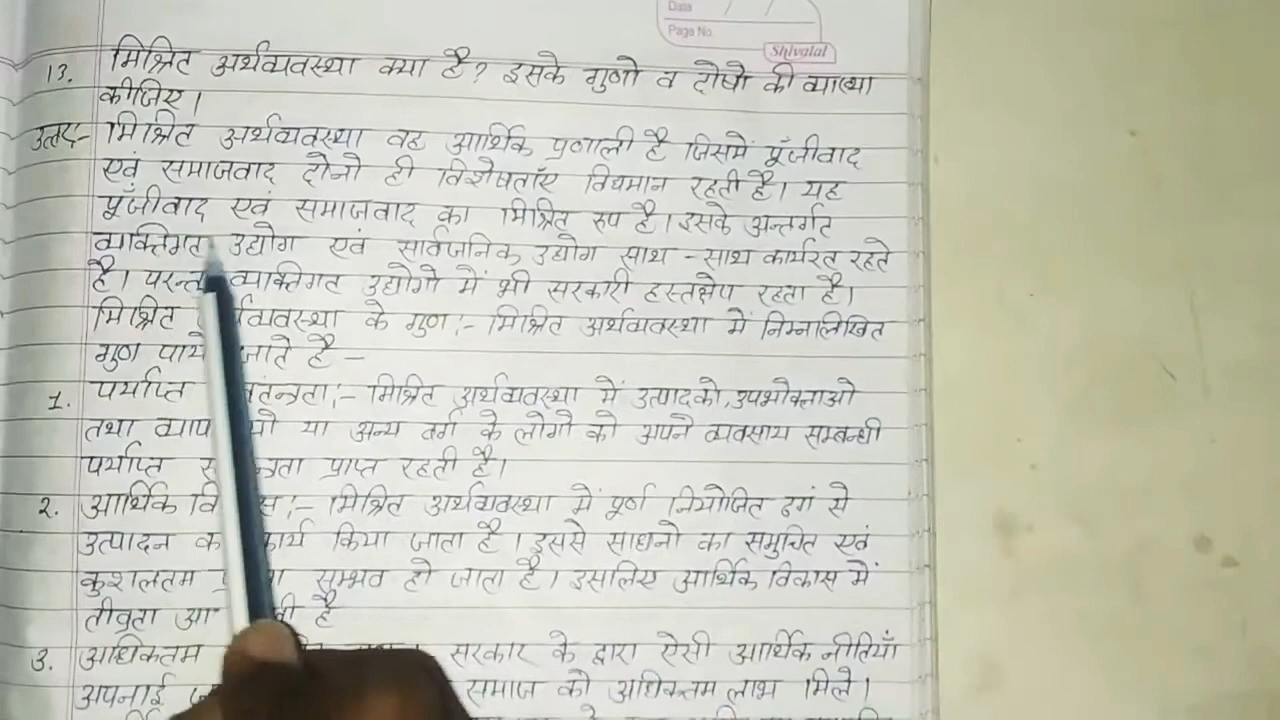 Data / /
Page No.
Shivalal
13. मिश्रित अर्थव्यवस्था क्या है? इसके गुणो व दोषो की व्याख्या
कीजिए।
उत्तर- मिश्रित अर्थव्यवस्था वह आर्थिक प्रणाली है जिसमें पूँजीवाद
एवं समाजवाद दोनो ही विशेषताँए विधमान रहती है। यह
पूँजीवाद एवं समाजवाद का मिश्रित रूप है। इसके अन्तर्गत
व्यक्तिगत उद्योग एवं सार्वजनिक उद्योग साथ - साथ कार्यरत रहते
है। परन्तु व्यक्तिगत उद्योगो में भी सरकारी हस्तक्षेप रहता है।
मिश्रित के गुण :- मिश्रित अर्थव्यवस्था में निम्नलिखित
गुण पाये जाते है -
1. पर्याप्त :- मिश्रित अर्थव्यवस्था में उत्पादको, उपभोक्ताओ
तथा या अन्य वर्ग के लोगो को अपने व्यवसाय सम्बन्धी
पर्याप्त प्राप्त रहती है।
2. आर्थिक :- मिश्रित अर्थव्यवस्था में पूर्ण नियोजित ढगं से
उत्पादन कार्य किया जाता है। इससे साधनो का समुचित एवं
कुशलतम सम्भव हो जाता है। इसलिए आर्थिक विकास में
तीव्रता है
3. अधिकतम सरकार के द्वारा ऐसी आर्थिक नीतियाँ
अपनाई समाज को अधिकतम लाभ मिले।